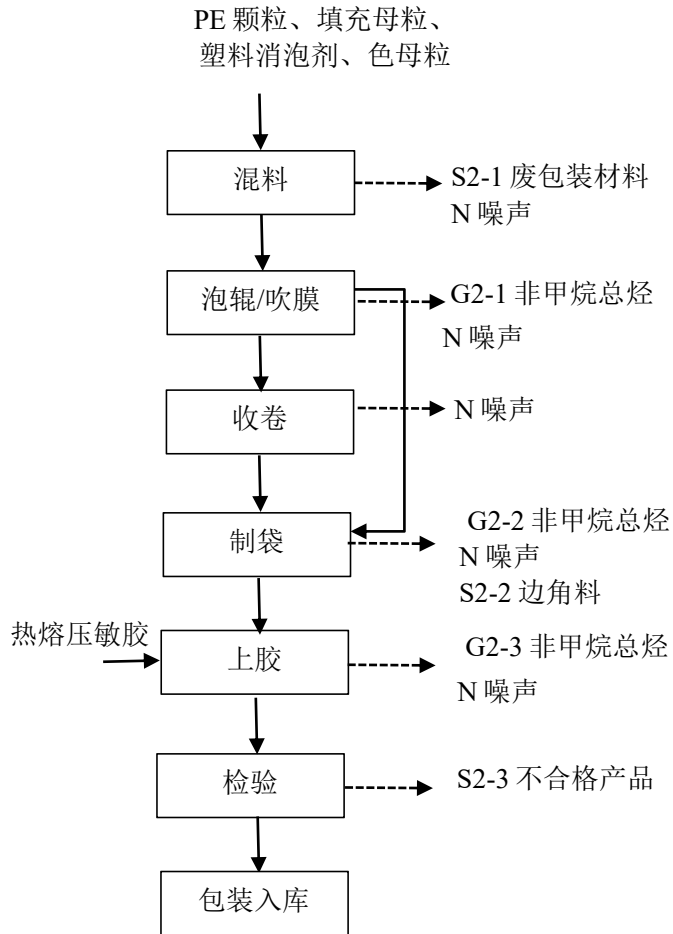 PE 颗粒、填充母粒、
塑料消泡剂、色母粒
混料
S2-1 废包装材料
N 噪声
泡辊/吹膜
G2-1 非甲烷总烃
N 噪声
收卷
N 噪声
制袋
G2-2 非甲烷总烃
N 噪声
S2-2 边角料
热熔压敏胶
上胶
G2-3 非甲烷总烃
N 噪声
检验
S2-3 不合格产品
包装入库